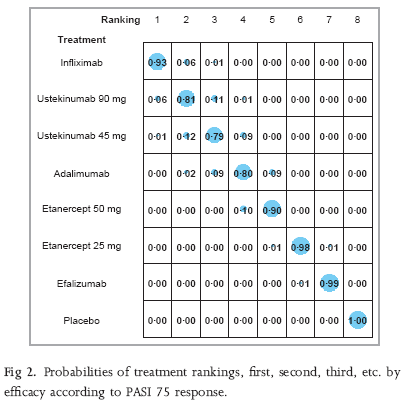 Ranking 1 2 3 4 5 6 7 8
Treatment
Infliximab 0·93 0·06 0·01 0·00 0·00 0·00 0·00 0·00
Ustekinumab 90 mg 0·06 0·81 0·11 0·01 0·00 0·00 0·00 0·00
Ustekinumab 45 mg 0·01 0·12 0·79 0·09 0·00 0·00 0·00 0·00
Adalimumab 0·00 0·02 0·09 0·80 0·09 0·00 0·00 0·00
Etanercept 50 mg 0·00 0·00 0·00 0·10 0·90 0·00 0·00 0·00
Etanercept 25 mg 0·00 0·00 0·00 0·00 0·01 0·98 0·01 0·00
Efalizumab 0·00 0·00 0·00 0·00 0·00 0·01 0·99 0·00
Placebo 0·00 0·00 0·00 0·00 0·00 0·00 0·00 1·00
Fig 2. Probabilities of treatment rankings, first, second, third, etc. by
efficacy according to PASI 75 response.